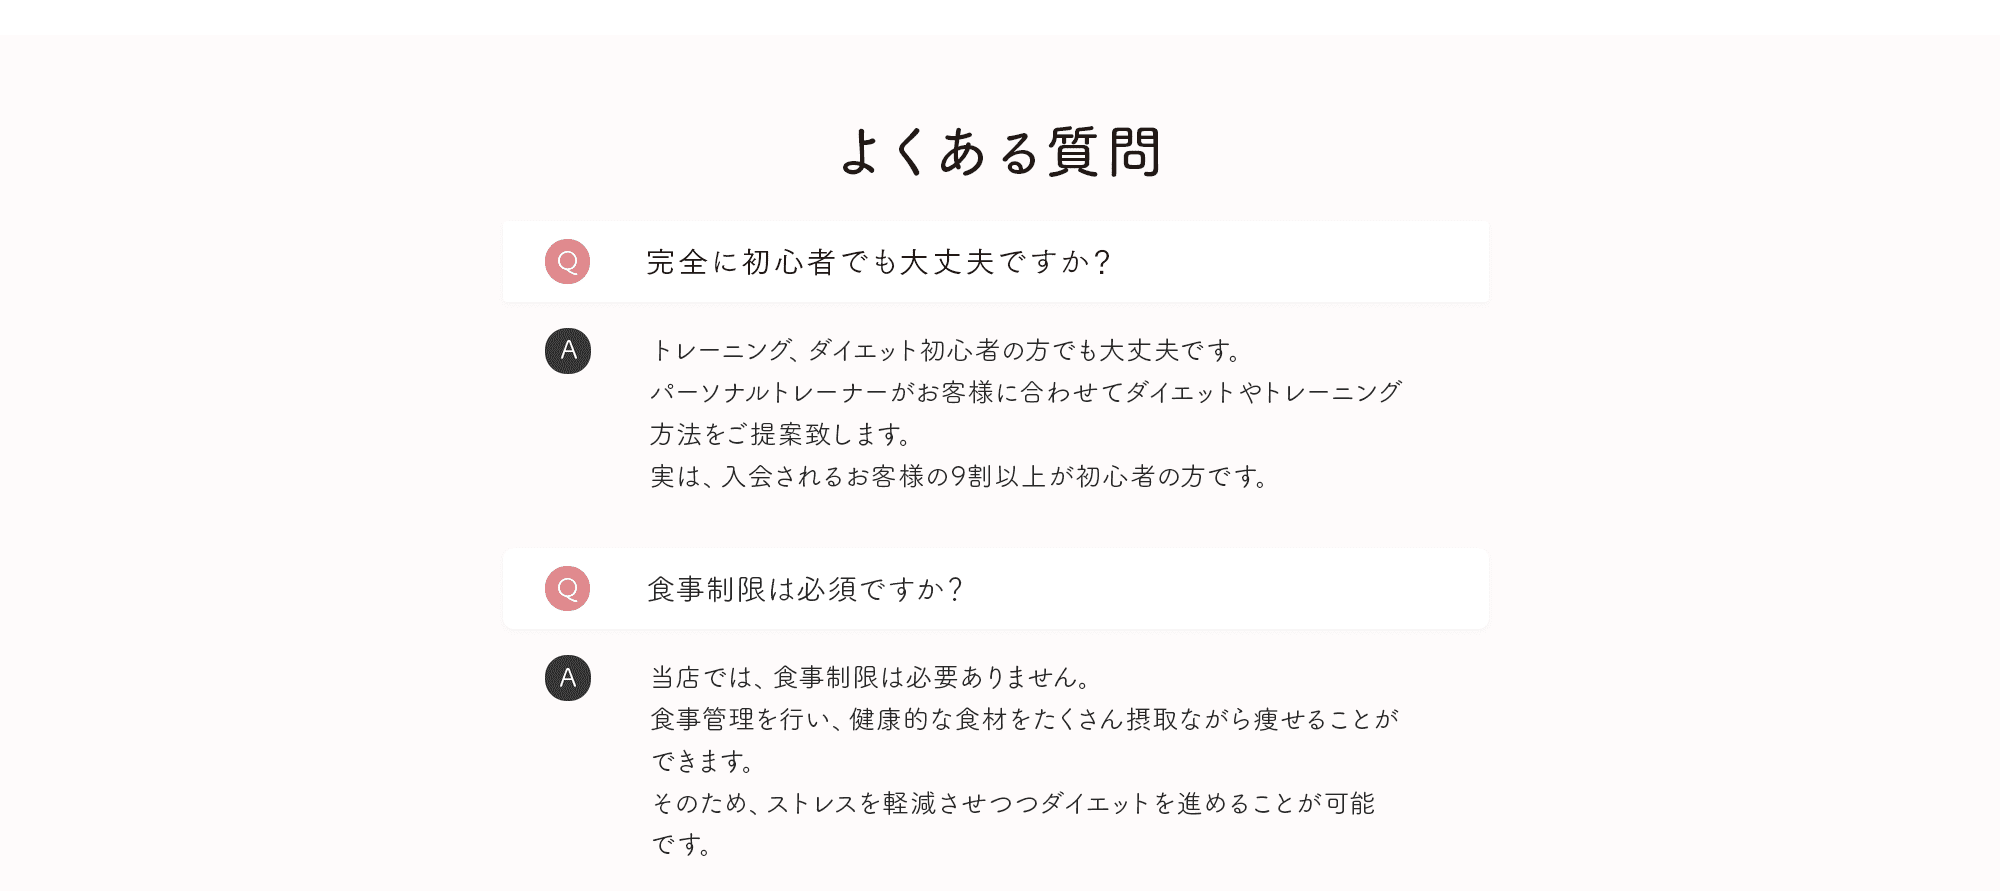 よくある質問
Q 完全に初心者でも大丈夫ですか？
A トレーニング、ダイエット初心者の方でも大丈夫です。
パーソナルトレーナーがお客様に合わせてダイエットやトレーニング
方法をご提案致します。
実は、入会されるお客様の9割以上が初心者の方です。
Q 食事制限は必須ですか？
A 当店では、食事制限は必要ありません。
食事管理を行い、健康的な食材をたくさん摂取ながら痩せることが
できます。
そのため、ストレスを軽減させつつダイエットを進めることが可能
です。